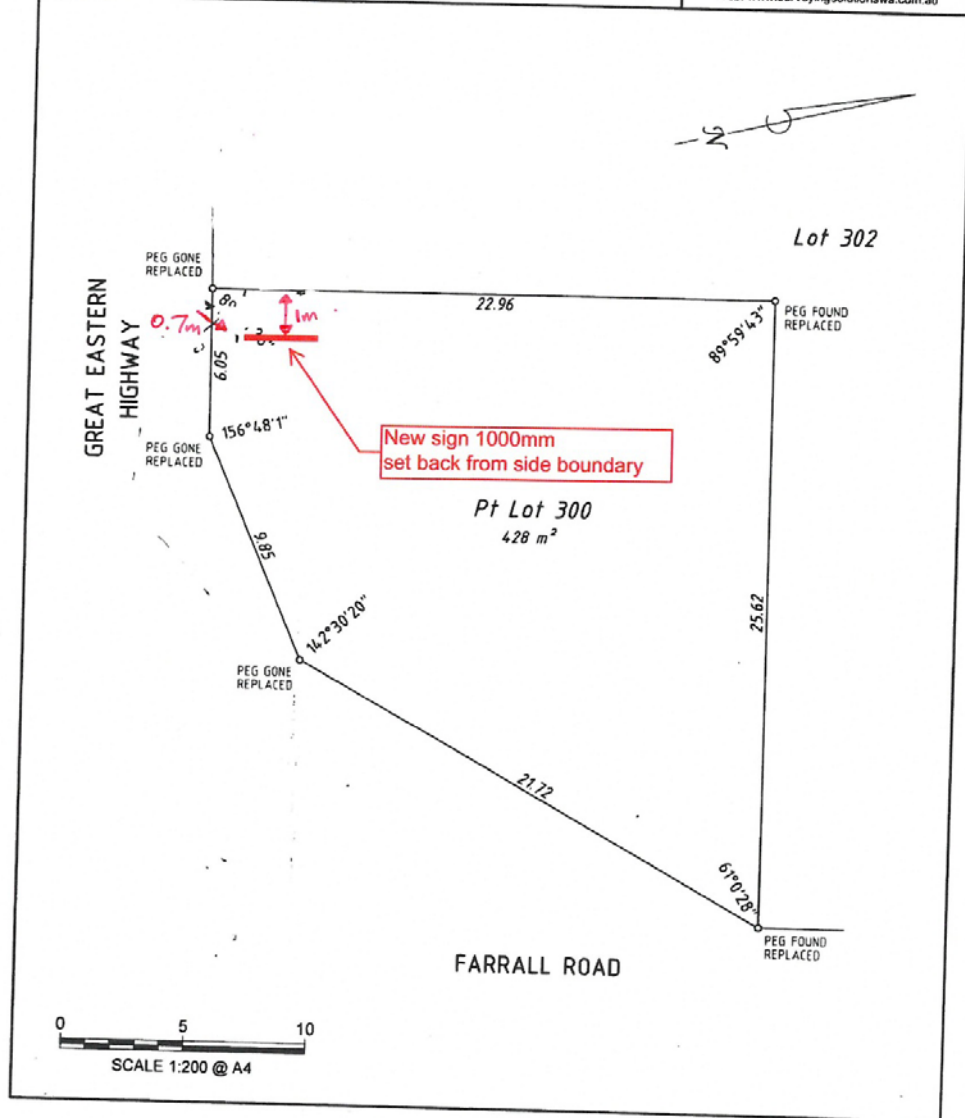 N
Lot 302
PEG GONE
REPLACED
22.96
PEG FOUND
REPLACED
89°59'43"
1m
0.7m
6.05
GREAT EASTERN
HIGHWAY
156°48'1"
PEG GONE
REPLACED
New sign 1000mm
set back from side boundary
Pt Lot 300
428 m²
9.85
25.62
142°30'20"
PEG GONE
REPLACED
21.72
61°0'28"
PEG FOUND
REPLACED
FARRALL ROAD
0 5 10
SCALE 1:200 @ A4